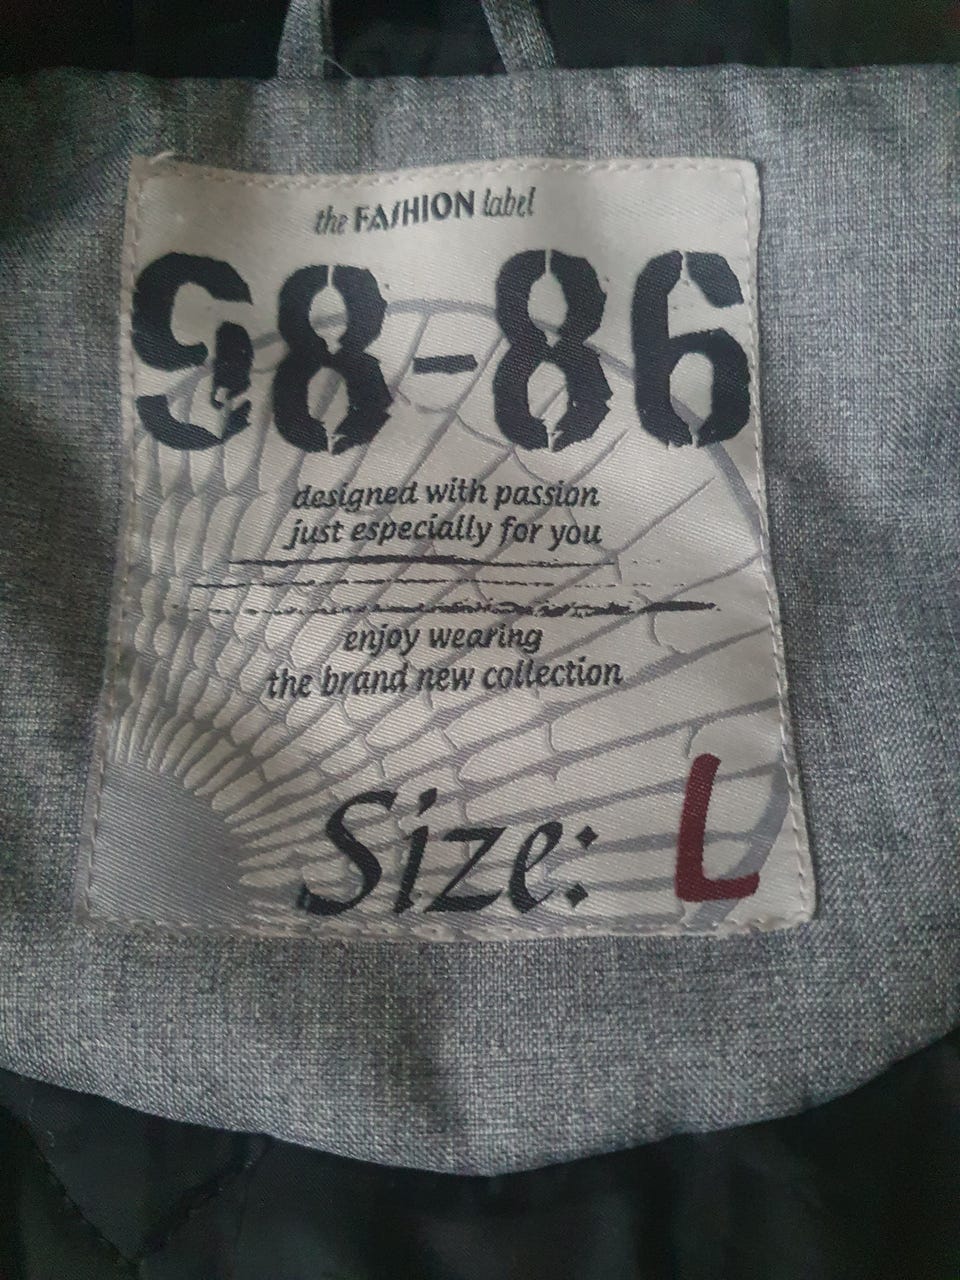 the FASHION label
98-86
designed with passion
just especially for you
enjoy wearing
the brand new collection
Size: L